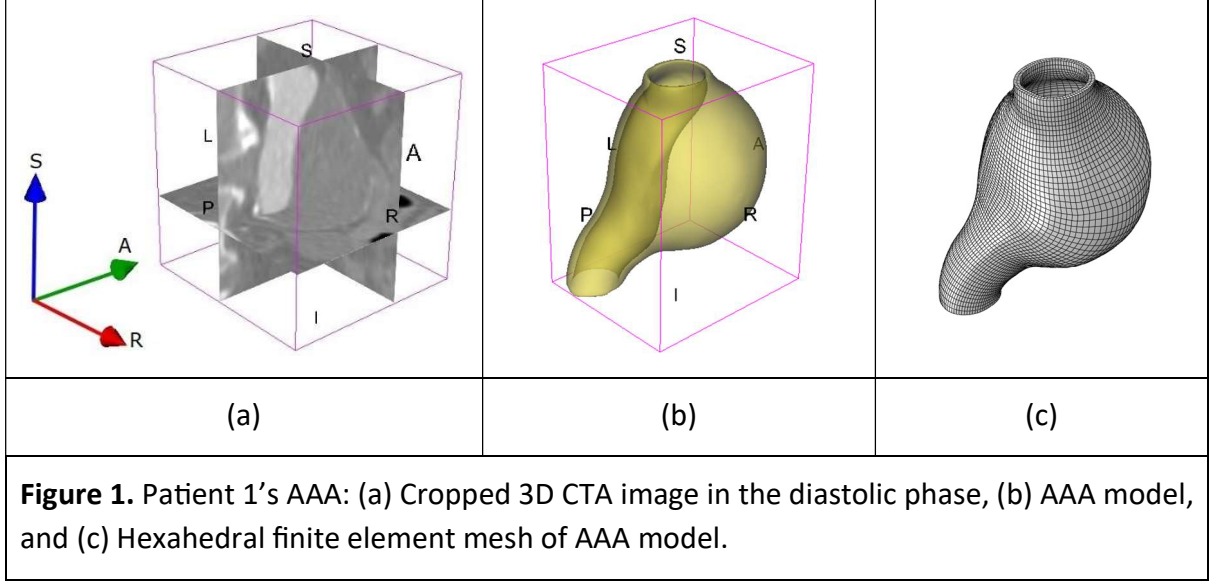 S
A
R
S
L
A
P
R
I
S
L
A
P
R
I
(a)
(b)
(c)
Figure 1. Patient 1’s AAA: (a) Cropped 3D CTA image in the diastolic phase, (b) AAA model,
and (c) Hexahedral finite element mesh of AAA model.